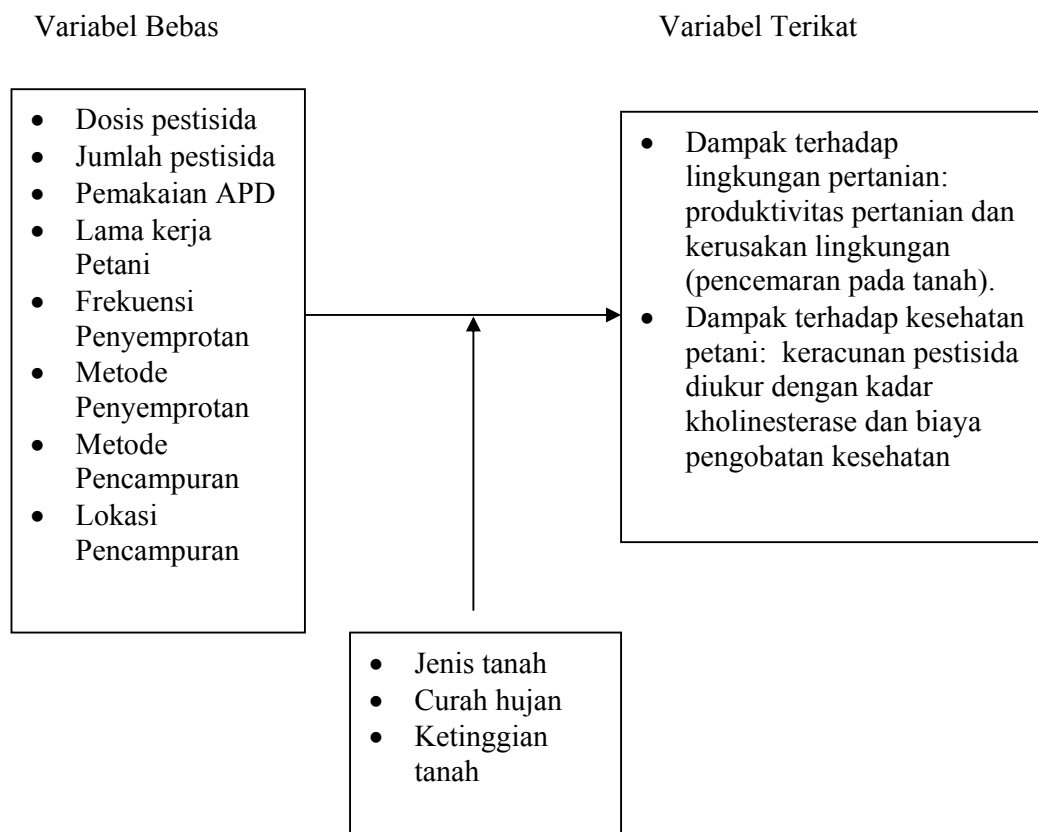 Variabel Bebas
Variabel Terikat
• Dosis pestisida
• Jumlah pestisida
• Pemakaian APD
• Lama kerja
Petani
• Frekuensi
Penyemprotan
• Metode
Penyemprotan
• Metode
Pencampuran
• Lokasi
Pencampuran
• Dampak terhadap
lingkungan pertanian:
produktivitas pertanian dan
kerusakan lingkungan
(pencemaran pada tanah).
• Dampak terhadap kesehatan
petani: keracunan pestisida
diukur dengan kadar
kholinesterase dan biaya
pengobatan kesehatan
• Jenis tanah
• Curah hujan
• Ketinggian
tanah